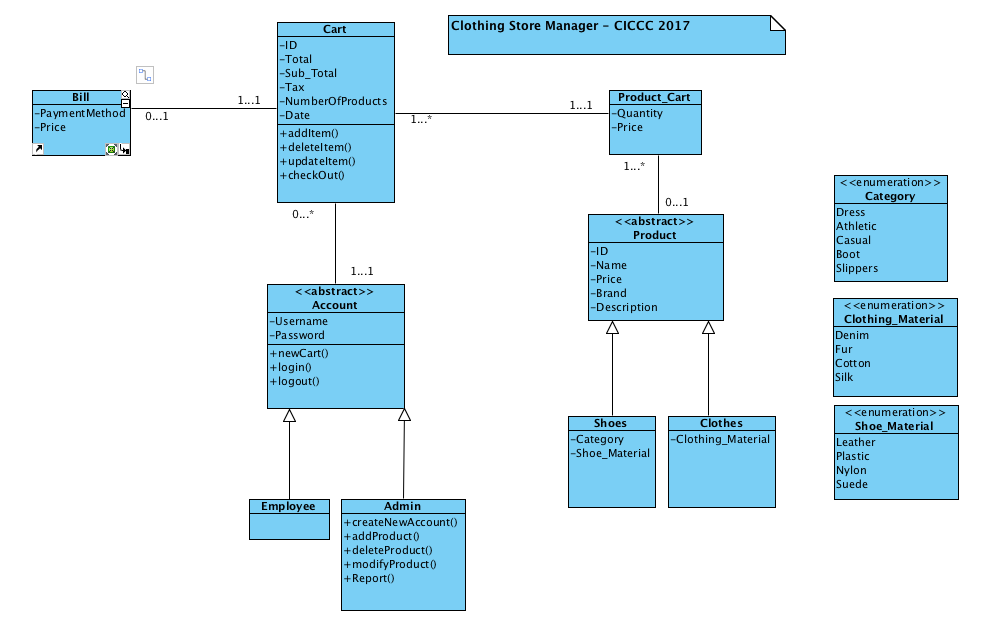 Clothing Store Manager - CICCC 2017
Cart
-ID
-Total
-Sub_Total
-Tax
-NumberOfProducts
-Date
+addItem()
+deleteItem()
+updateItem()
+checkOut()
Bill
-PaymentMethod
-Price
0...1
1...1
1...*
1...1
Product_Cart
-Quantity
-Price
1...*
0...1
0...*
1...1
<<abstract>>
Account
-Username
-Password
+newCart()
+login()
+logout()
<<abstract>>
Product
-ID
-Name
-Price
-Brand
-Description
<<enumeration>>
Category
Dress
Athletic
Casual
Boot
Slippers
<<enumeration>>
Clothing_Material
Denim
Fur
Cotton
Silk
<<enumeration>>
Shoe_Material
Leather
Plastic
Nylon
Suede
Shoes
-Category
-Shoe_Material
Clothes
-Clothing_Material
Employee
Admin
+createNewAccount()
+addProduct()
+deleteProduct()
+modifyProduct()
+Report()